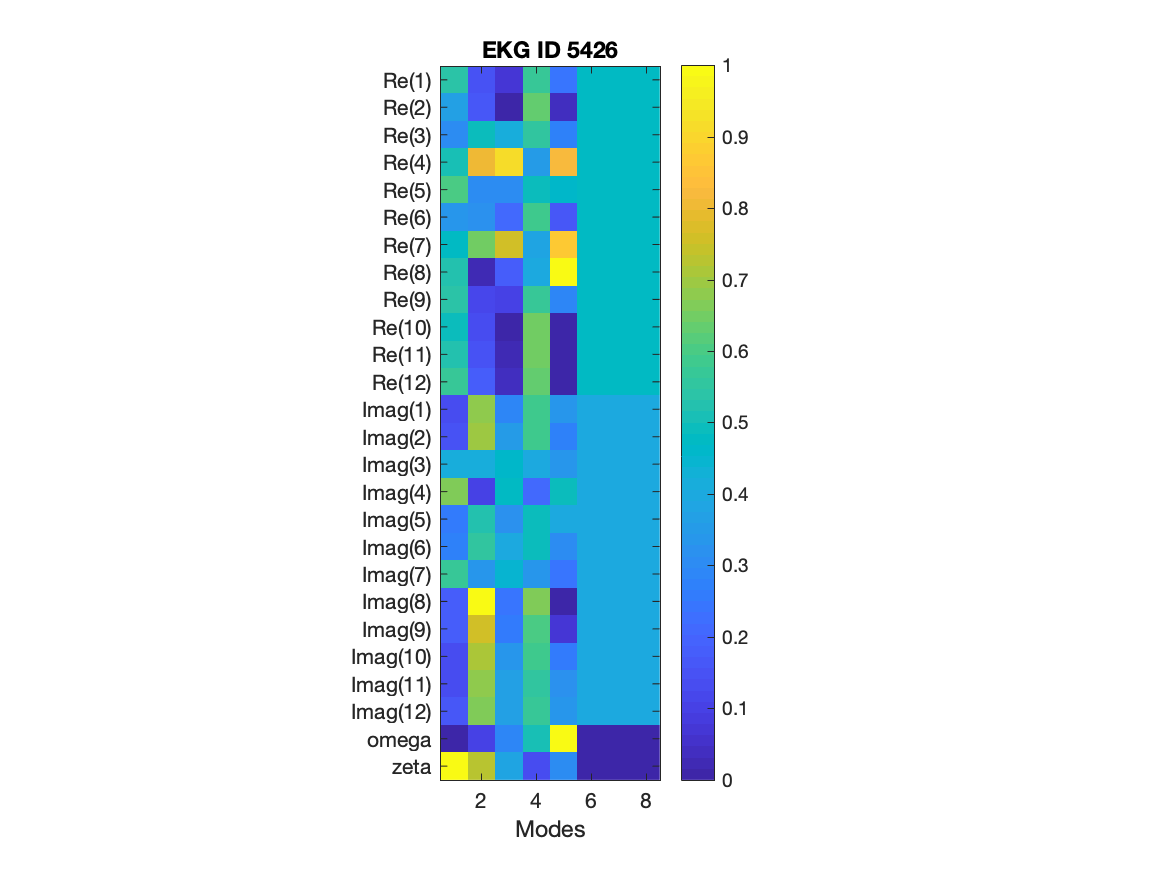 EKG ID 5426
Re(1)
Re(2)
Re(3)
Re(4)
Re(5)
Re(6)
Re(7)
Re(8)
Re(9)
Re(10)
Re(11)
Re(12)
Imag(1)
Imag(2)
Imag(3)
Imag(4)
Imag(5)
Imag(6)
Imag(7)
Imag(8)
Imag(9)
Imag(10)
Imag(11)
Imag(12)
omega
zeta
2 4 6 8
Modes
1
0.9
0.8
0.7
0.6
0.5
0.4
0.3
0.2
0.1
0